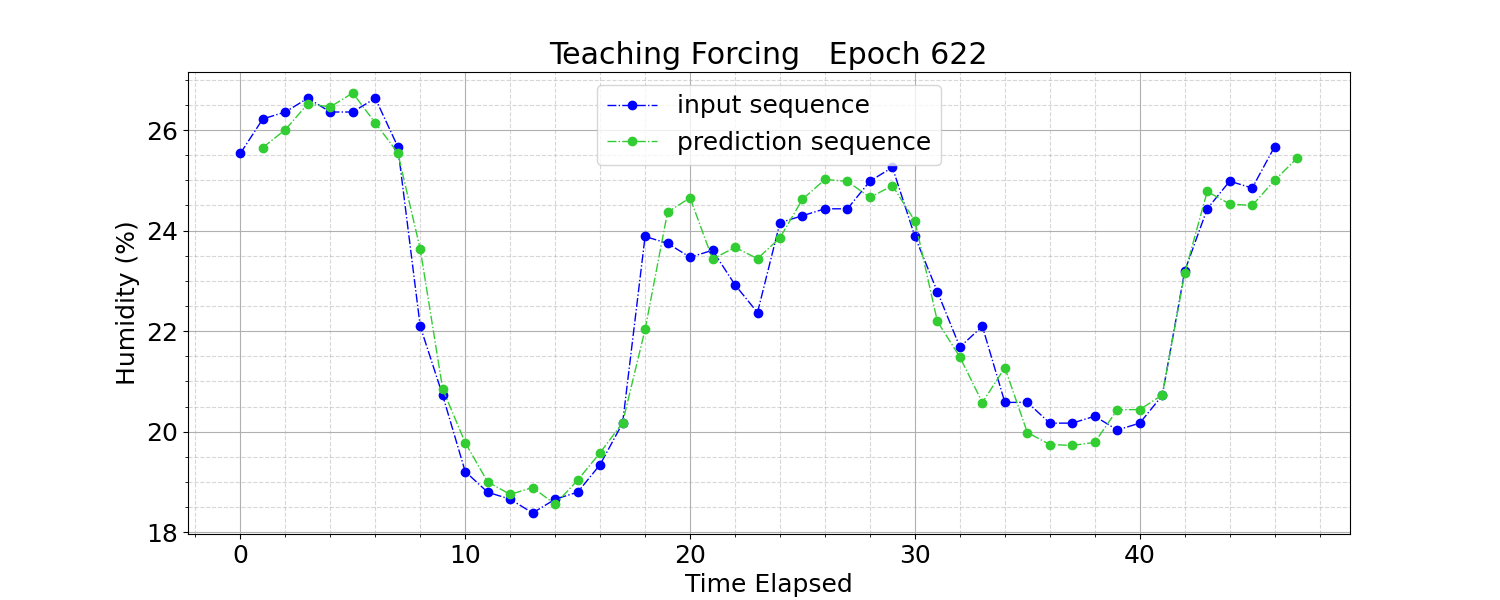 Teaching Forcing   Epoch 622
input sequence
prediction sequence
Humidity (%)
26
24
22
20
18
0 10 20 30 40
Time Elapsed